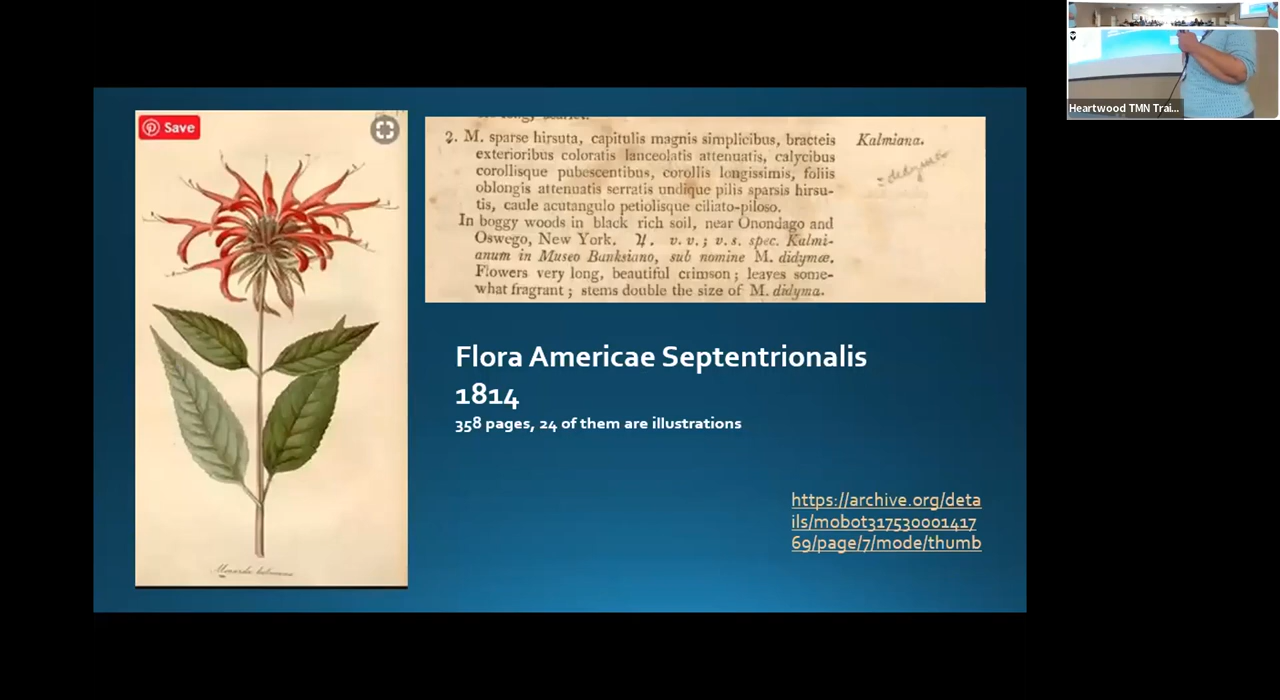 Save
2. M. sparse hirsuta, capitulis magnis simplicibus, bracteis
exterioribus coloratis lanceolatis attenuatis, calycibus
corollisque pubescentibus, corollis longissimis, foliis
oblongis attenuatis serratis undique pilis sparsis hirsu-
tis, caule acutangulo petiolisque ciliato-piloso.
Kalmiana.
In boggy woods in black rich soil, near Onondago and
Oswego, New York. ♃. v. v.; v. s. spec. Kalmi-
anum in Museo Banksiano, sub nomine M. didymæ.
Flowers very long, beautiful crimson; leaves some-
what fragrant; stems double the size of M. didyma.
Flora Americae Septentrionalis
1814
358 pages, 24 of them are illustrations
https://archive.org/deta
ils/mobot317530001417
69/page/7/mode/thumb
Heartwood TMN Trai...